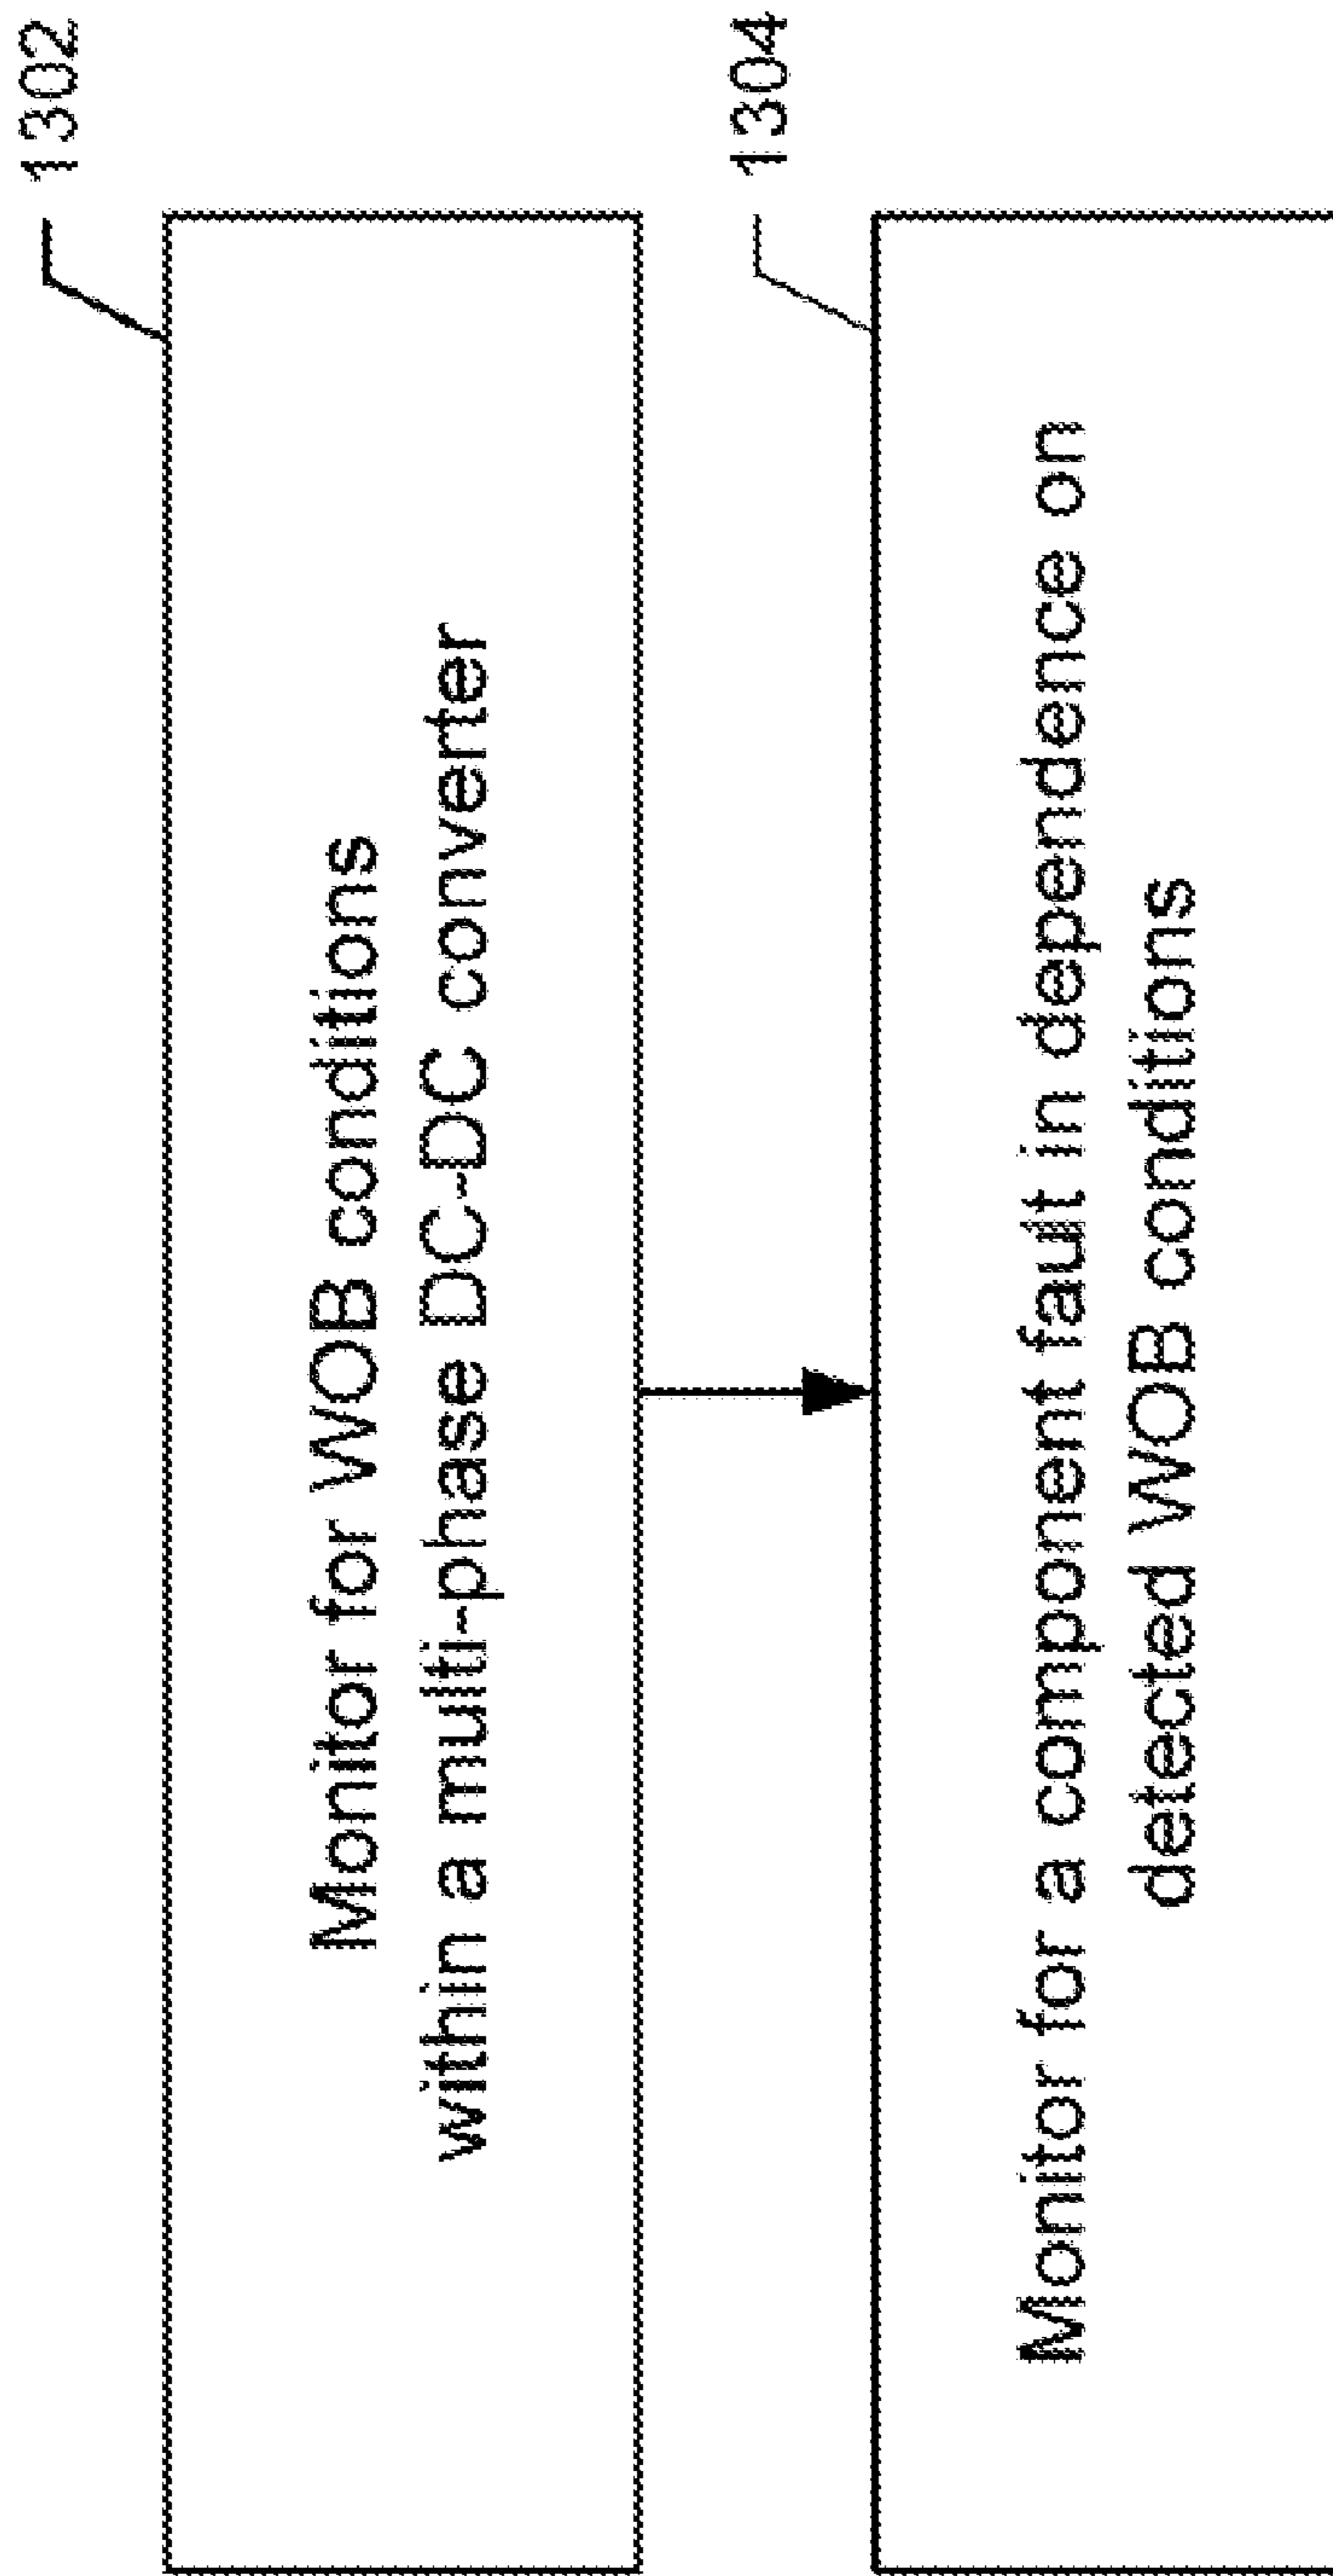 1302
Monitor for WOB conditions
within a multi-phase DC-DC converter
1304
Monitor for a component fault in dependence on
detected WOB conditions